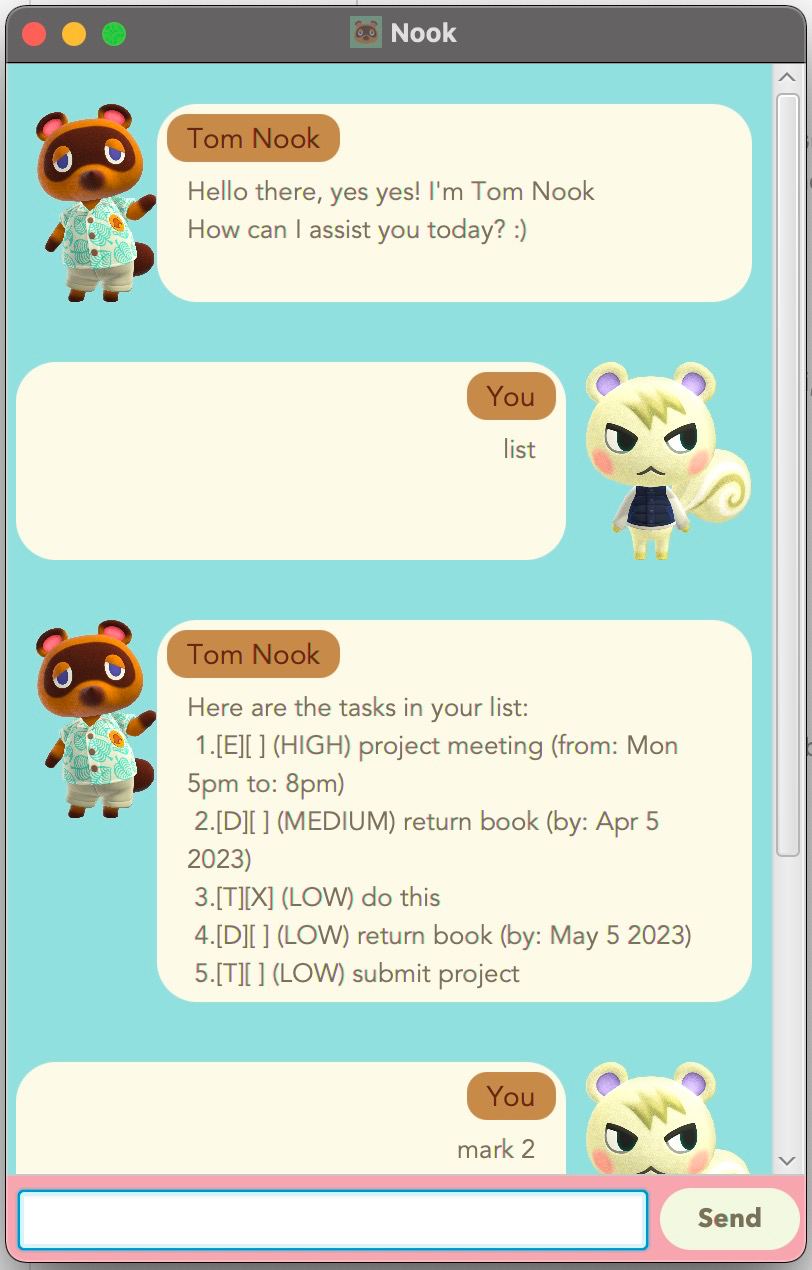 Nook
Tom Nook
Hello there, yes yes! I'm Tom Nook
How can I assist you today? :)
You
list
Tom Nook
Here are the tasks in your list:
1.[E][ ] (HIGH) project meeting (from: Mon
5pm to: 8pm)
2.[D][ ] (MEDIUM) return book (by: Apr 5
2023)
3.[T][X] (LOW) do this
4.[D][ ] (LOW) return book (by: May 5 2023)
5.[T][ ] (LOW) submit project
You
mark 2
Send